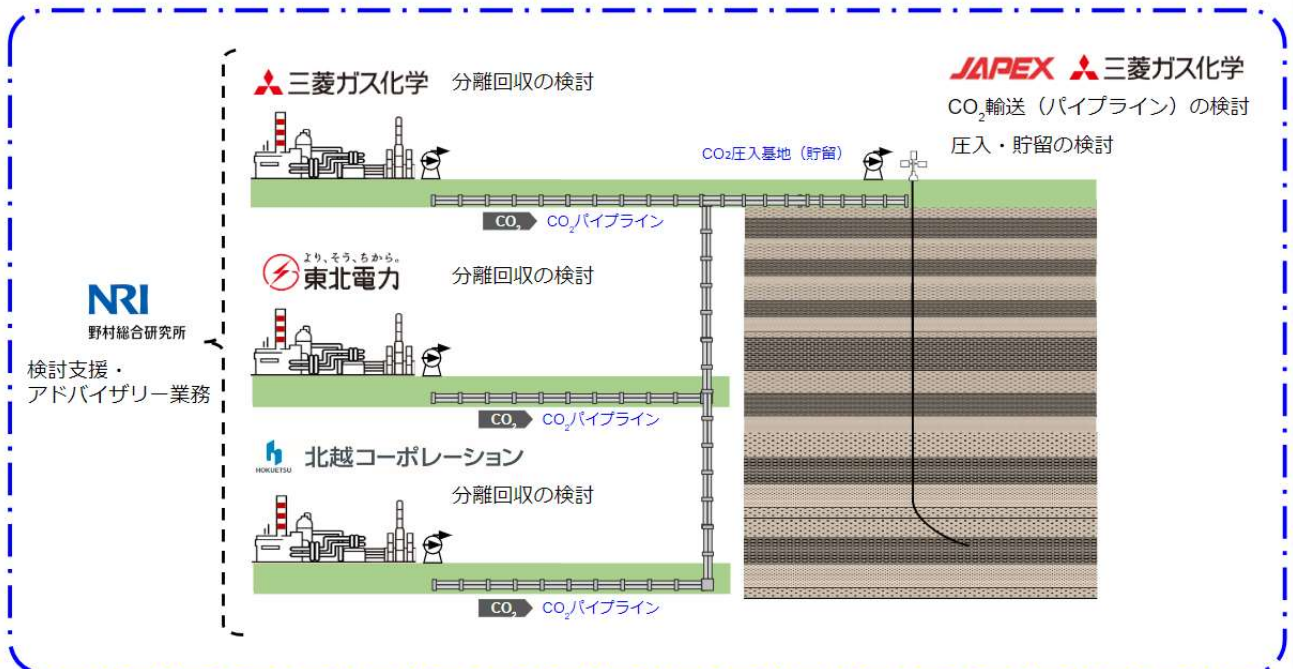 三菱ガス化学 分離回収の検討
JAPEX 三菱ガス化学
CO₂輸送（パイプライン）の検討
圧入・貯留の検討
CO₂圧入基地（貯留）
CO₂ CO₂パイプライン
より、そう、ちから。
東北電力 分離回収の検討
NRI
野村総合研究所
検討支援・
アドバイザリー業務
CO₂ CO₂パイプライン
HOKUETSU 北越コーポレーション
分離回収の検討
CO₂ CO₂パイプライン